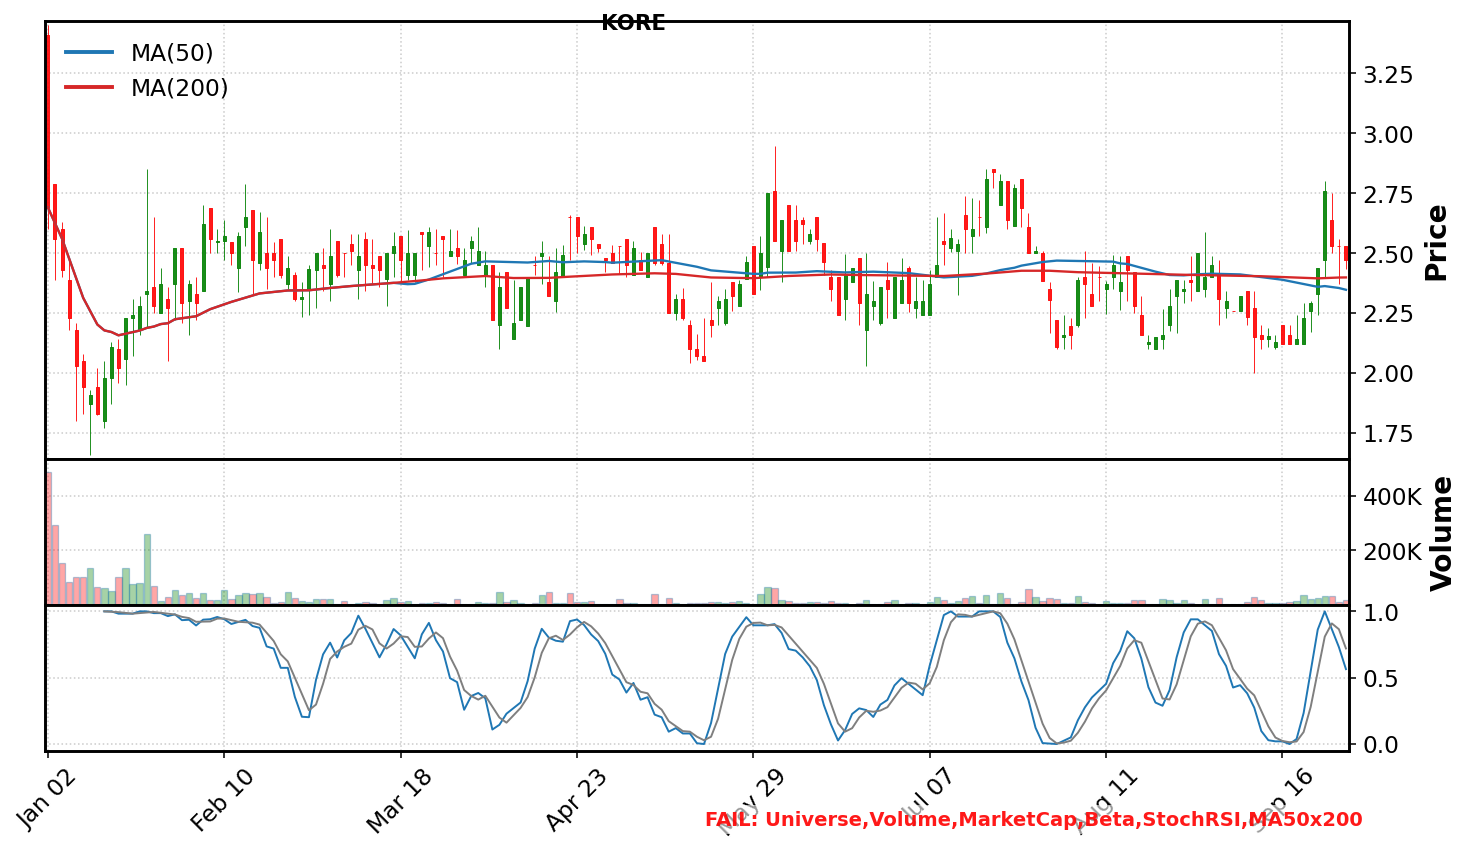 KORE
MA(50)
MA(200)
3.25
3.00
2.75
2.50
2.25
2.00
1.75
Price
400K
200K
Volume
1.0
0.5
0.0
Jan 02
Feb 10
Mar 18
Apr 23
May 29
Jul 07
Aug 11
Sep 16
FAIL: Universe,Volume,MarketCap,Beta,StochRSI,MA50x200